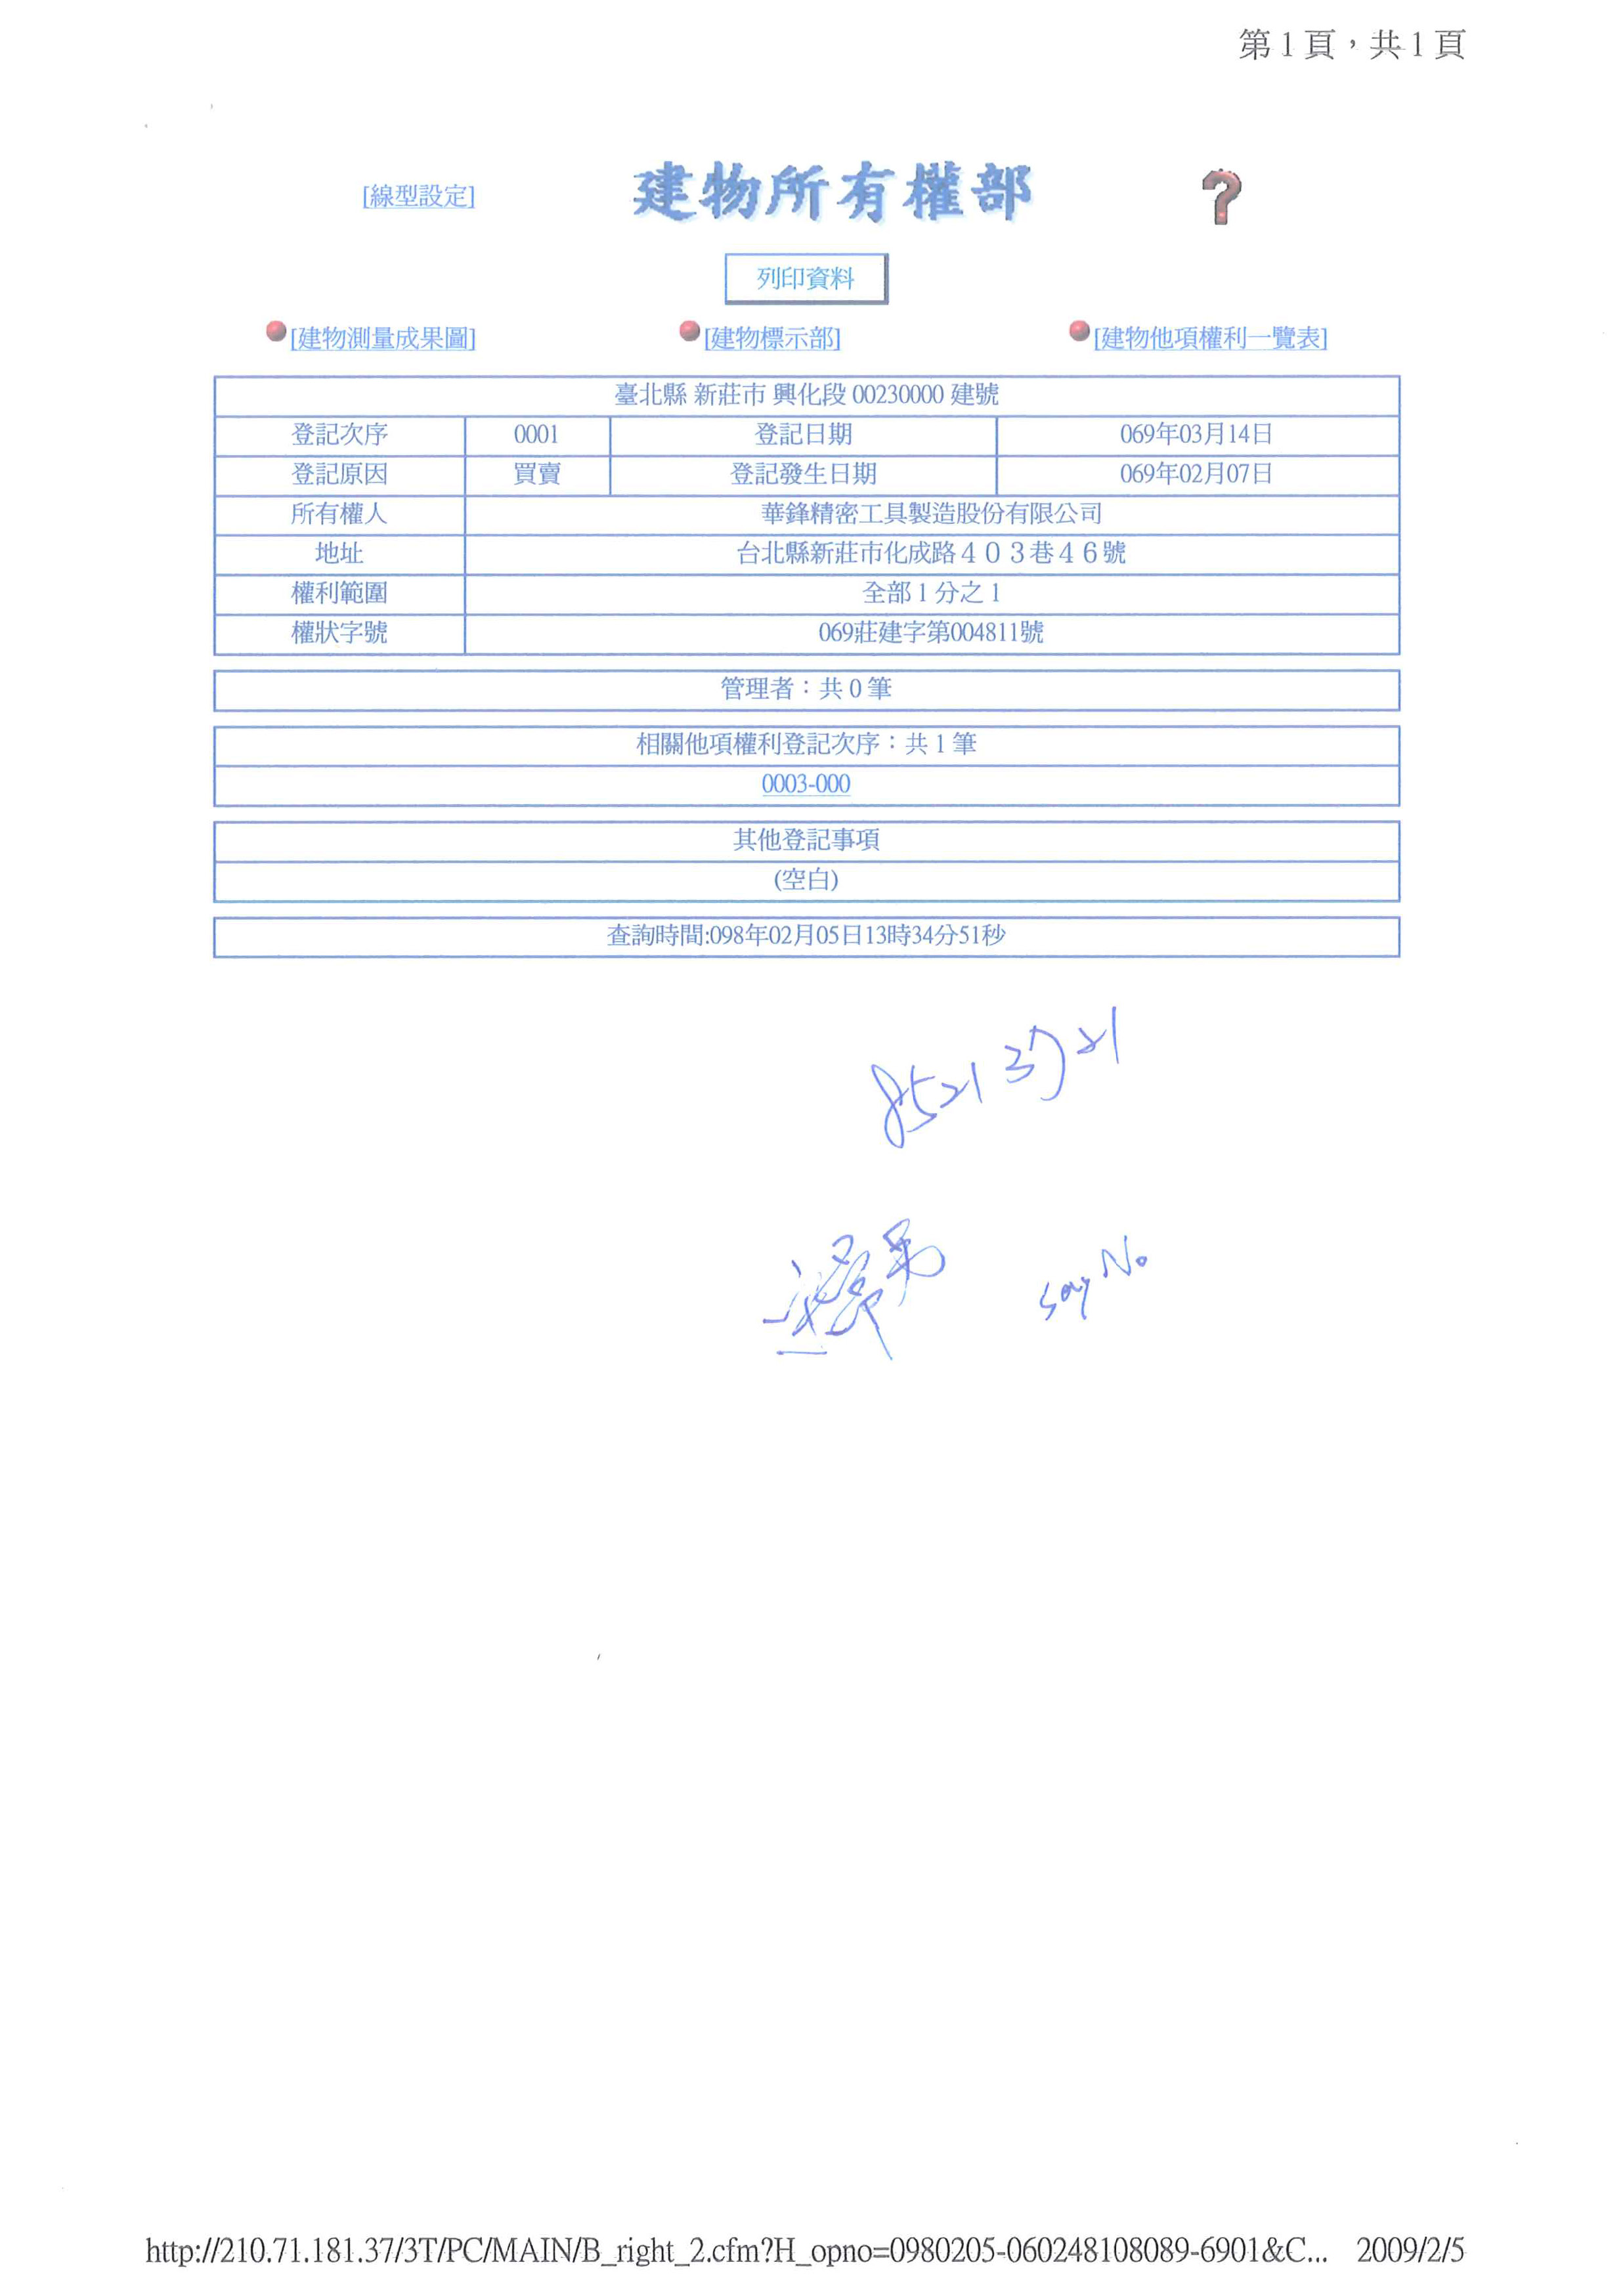 第1頁，共1頁
[線型設定] 建物所有權部
列印資料
[建物測量成果圖] [建物標示部] [建物他項權利一覽表]
臺北縣 新莊市 興化段 00230000 建號
登記次序 0001 登記日期 069年03月14日
登記原因 買賣 登記發生日期 069年02月07日
所有權人 華鋒精密工具製造股份有限公司
地址 台北縣新莊市化成路４０３巷４６號
權利範圍 全部 1 分之 1
權狀字號 069莊建字第004811號
管理者：共 0 筆
相關他項權利登記次序：共 1 筆
0003-000
其他登記事項
(空白)
查詢時間:098年02月05日13時34分51秒
Say No
http://210.71.181.37/3T/PC/MAIN/B_right_2.cfm?H_opno=0980205-060248108089-6901&C... 2009/2/5